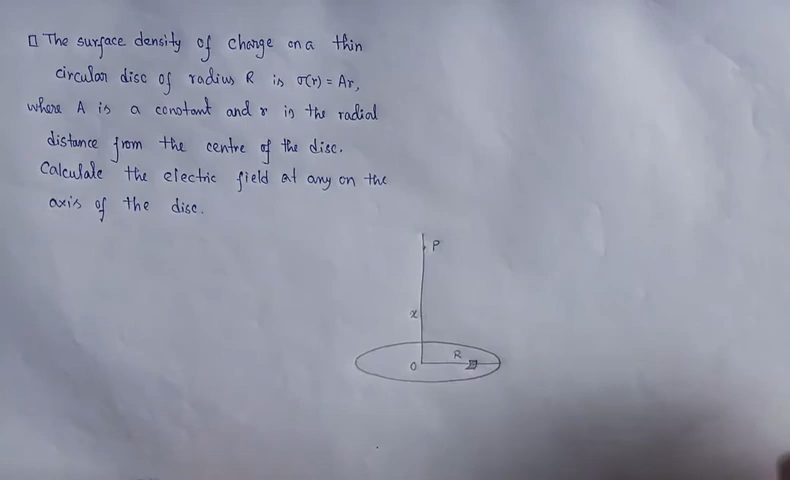 The surface density of charge on a thin
circular disc of radius R is σ(r) = Ar,
where A is a constant and r is the radial
distance from the centre of the disc.
Calculate the electric field at any on the
axis of the disc.
P
x
R
O